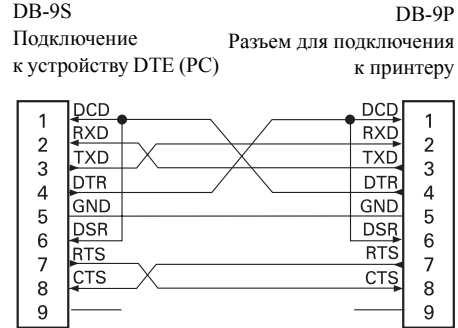 DB-9S
Подключение
к устройству DTE (PC)
DB-9P
Разъем для подключения
к принтеру
1 DCD DCD 1
2 RXD RXD 2
3 TXD TXD 3
4 DTR DTR 4
5 GND GND 5
6 DSR DSR 6
7 RTS RTS 7
8 CTS CTS 8
9 9